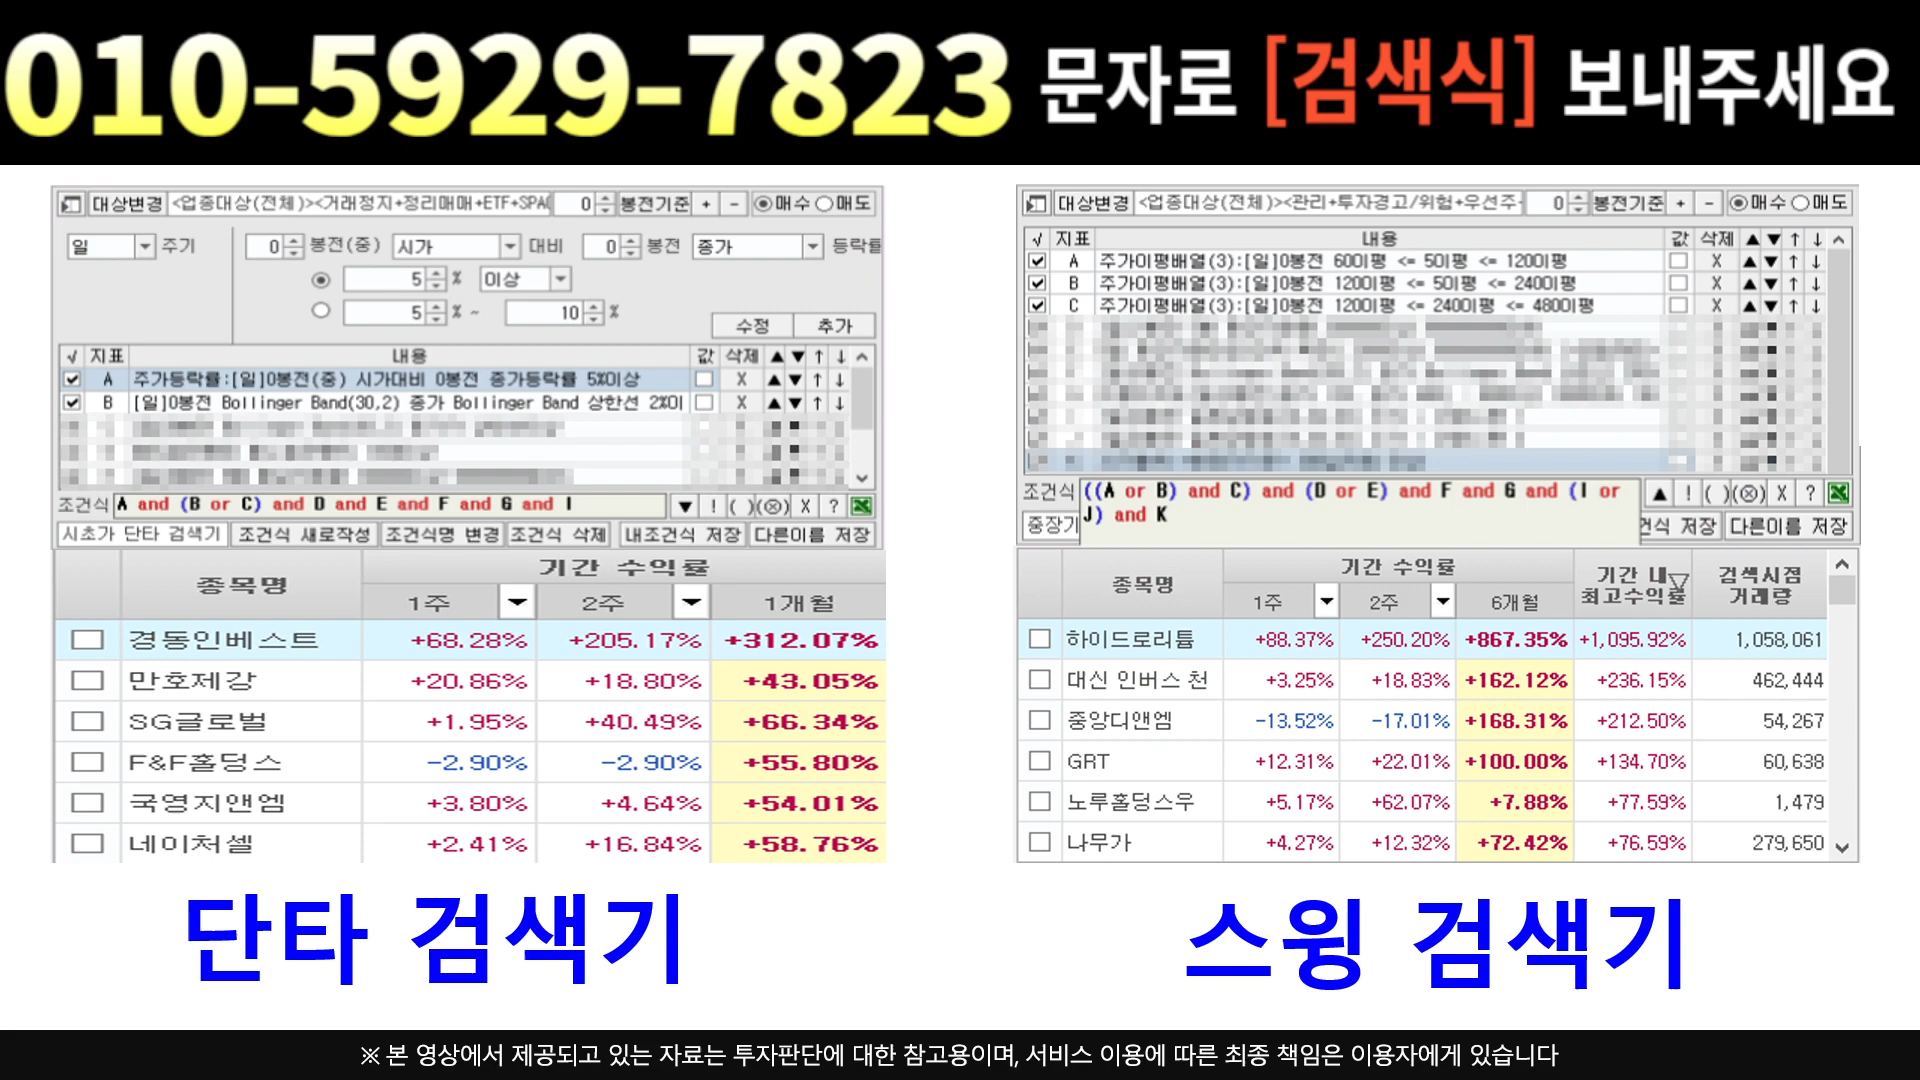 010-5929-7823 문자로 [검색식] 보내주세요
대상변경 <업종대상(전체)><거래정지+정리매매+ETF+SPAC 0 봉전기준 + - 매수 매도
일 주기 0 봉전(중) 시가 대비 0 봉전 종가 등락률
5 % 이상
5 % ~ 10 %
수정 추가
√ 지표 내용 값 삭제 ▲ ▼ ↑ ↓
A 주가등락률:[일]0봉전(중) 시가대비 0봉전 종가등락률 5%이상 X ▲ ▼ ↑ ↓
B [일]0봉전 Bollinger Band(30,2) 종가 Bollinger Band 상한선 2%이 X ▲ ▼ ↑ ↓
조건식 A and (B or C) and D and E and F and G and I ▼ ! ( ) (⊗) X ?
시초가 단타 검색기 조건식 새로작성 조건식명 변경 조건식 삭제 내조건식 저장 다른이름 저장
종목명 기간 수익률
1주 2주 1개월
경동인베스트 +68.28% +205.17% +312.07%
만호제강 +20.86% +18.80% +43.05%
SG글로벌 +1.95% +40.49% +66.34%
F&F홀딩스 -2.90% -2.90% +55.80%
국영지앤엠 +3.80% +4.64% +54.01%
네이처셀 +2.41% +16.84% +58.76%
단타 검색기
대상변경 <업종대상(전체)><관리+투자경고/위험+우선주+ 0 봉전기준 + - 매수 매도
√ 지표 내용 값 삭제 ▲ ▼ ↑ ↓
A 주가이평배열(3):[일]0봉전 60이평 <= 5이평 <= 120이평 X ▲ ▼ ↑ ↓
B 주가이평배열(3):[일]0봉전 120이평 <= 5이평 <= 240이평 X ▲ ▼ ↑ ↓
C 주가이평배열(3):[일]0봉전 120이평 <= 240이평 <= 480이평 X ▲ ▼ ↑ ↓
조건식 ((A or B) and C) and (D or E) and F and G and (I or ▲ ! ( ) (⊗) X ?
J) and K
중장기 건식 저장 다른이름 저장
종목명 기간 수익률 기간 내 최고수익률 검색시점 거래량
1주 2주 6개월
하이드로리튬 +88.37% +250.20% +867.35% +1,095.92% 1,058,061
대신 인버스 천 +3.25% +18.83% +162.12% +236.15% 462,444
중앙디앤엠 -13.52% -17.01% +168.31% +212.50% 54,267
GRT +12.31% +22.01% +100.00% +134.70% 60,638
노루홀딩스우 +5.17% +62.07% +7.88% +77.59% 1,479
나무가 +4.27% +12.32% +72.42% +76.59% 279,650
스윙 검색기
※ 본 영상에서 제공되고 있는 자료는 투자판단에 대한 참고용이며, 서비스 이용에 따른 최종 책임은 이용자에게 있습니다